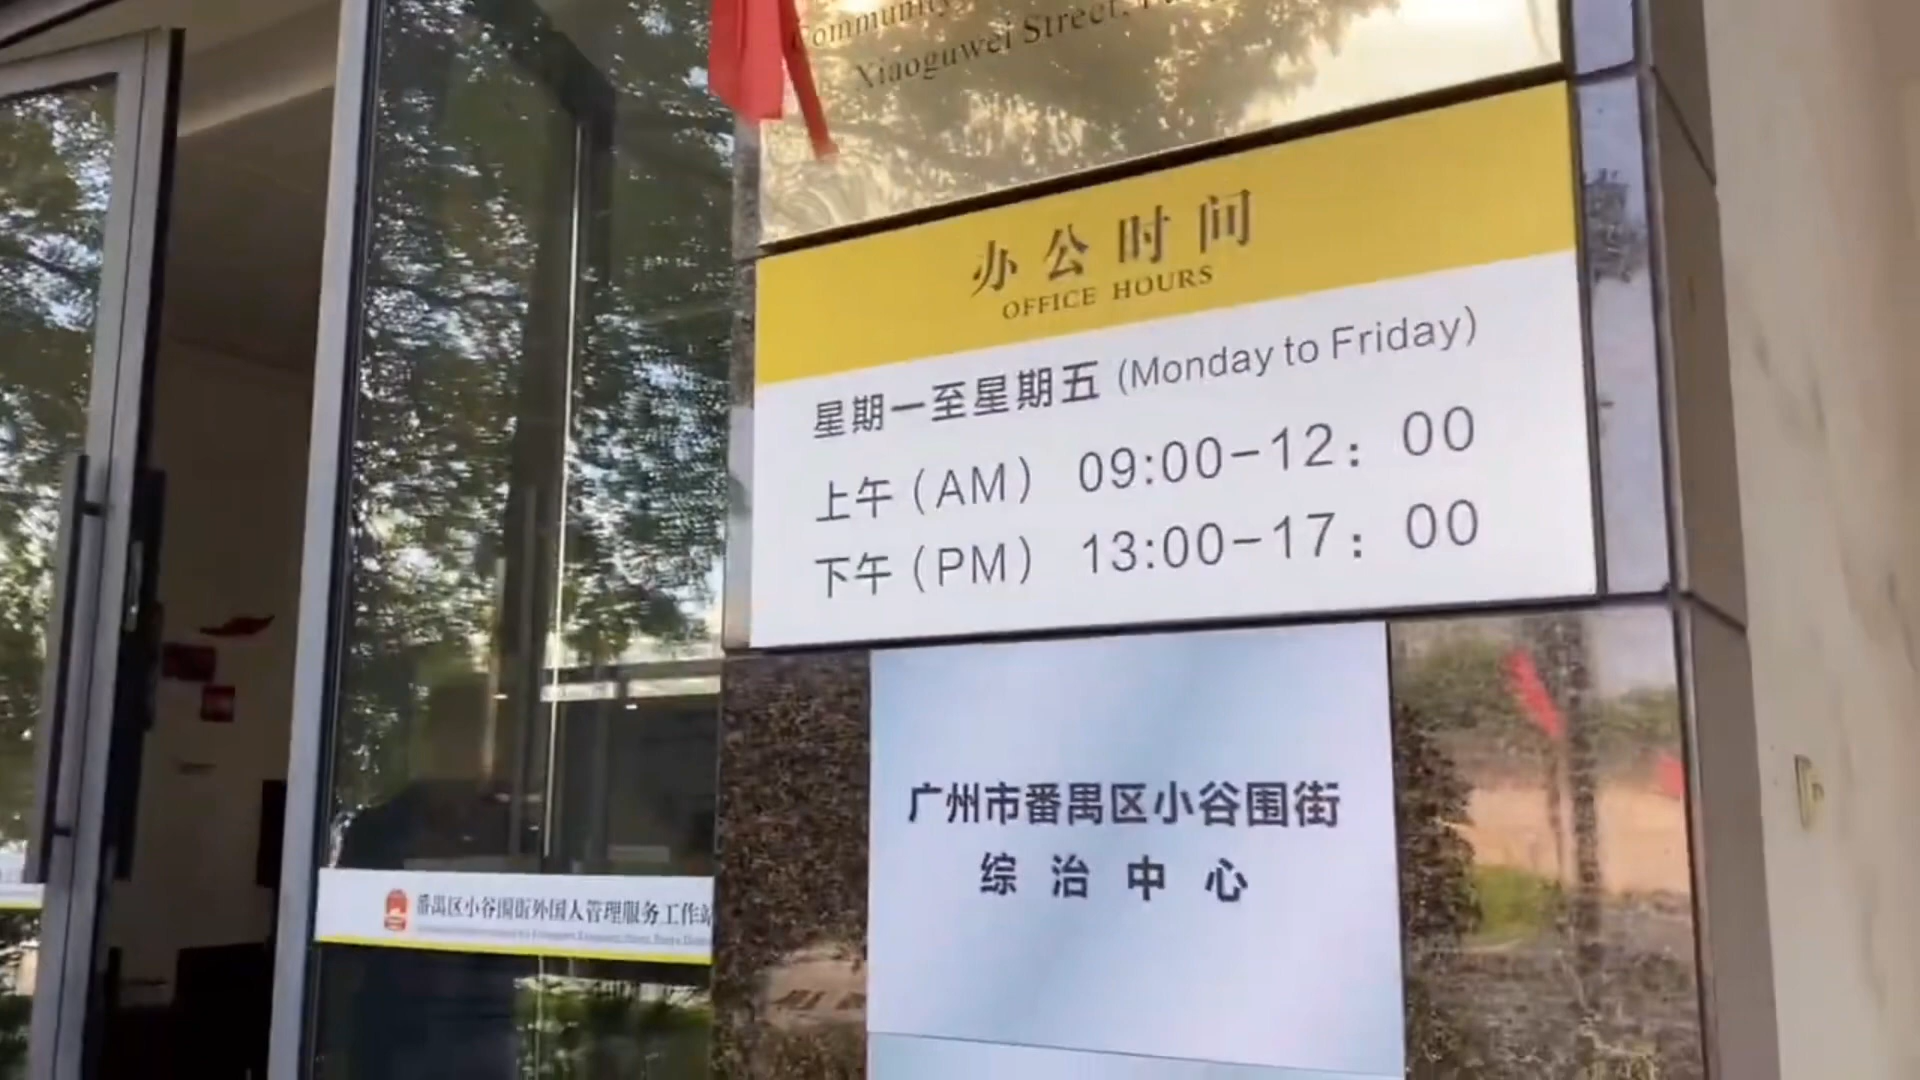 Community
Xiaoguwei Street,
办公时间
OFFICE HOURS
星期一至星期五 (Monday to Friday)
上午（AM） 09:00-12：00
下午（PM） 13:00-17：00
广州市番禺区小谷围街
综治中心
番禺区小谷围街外国人管理服务工作站